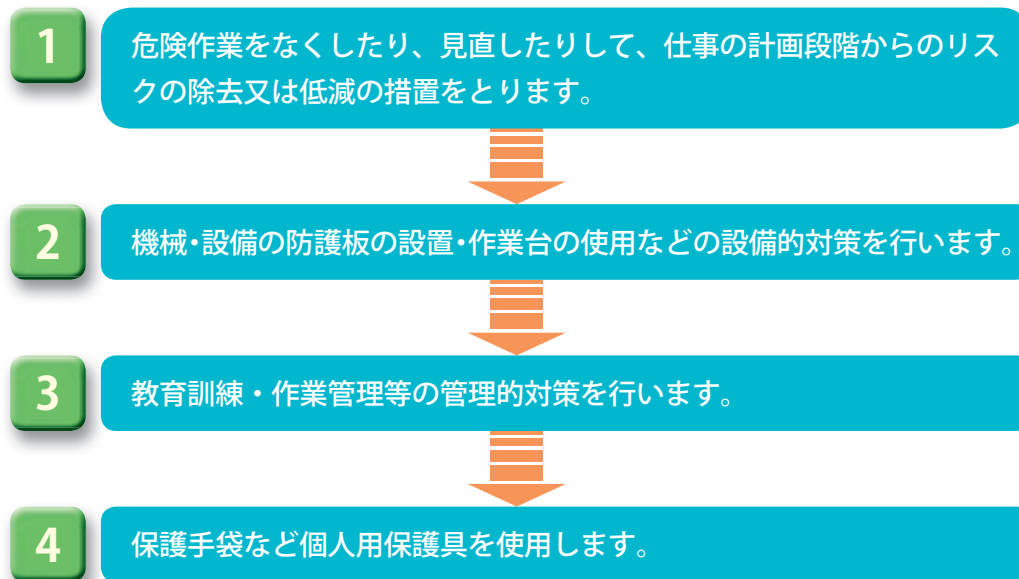 1
危険作業をなくしたり、見直したりして、仕事の計画段階からのリス
クの除去又は低減の措置をとります。
2
機械・設備の防護板の設置・作業台の使用などの設備的対策を行います。
3
教育訓練・作業管理等の管理的対策を行います。
4
保護手袋など個人用保護具を使用します。